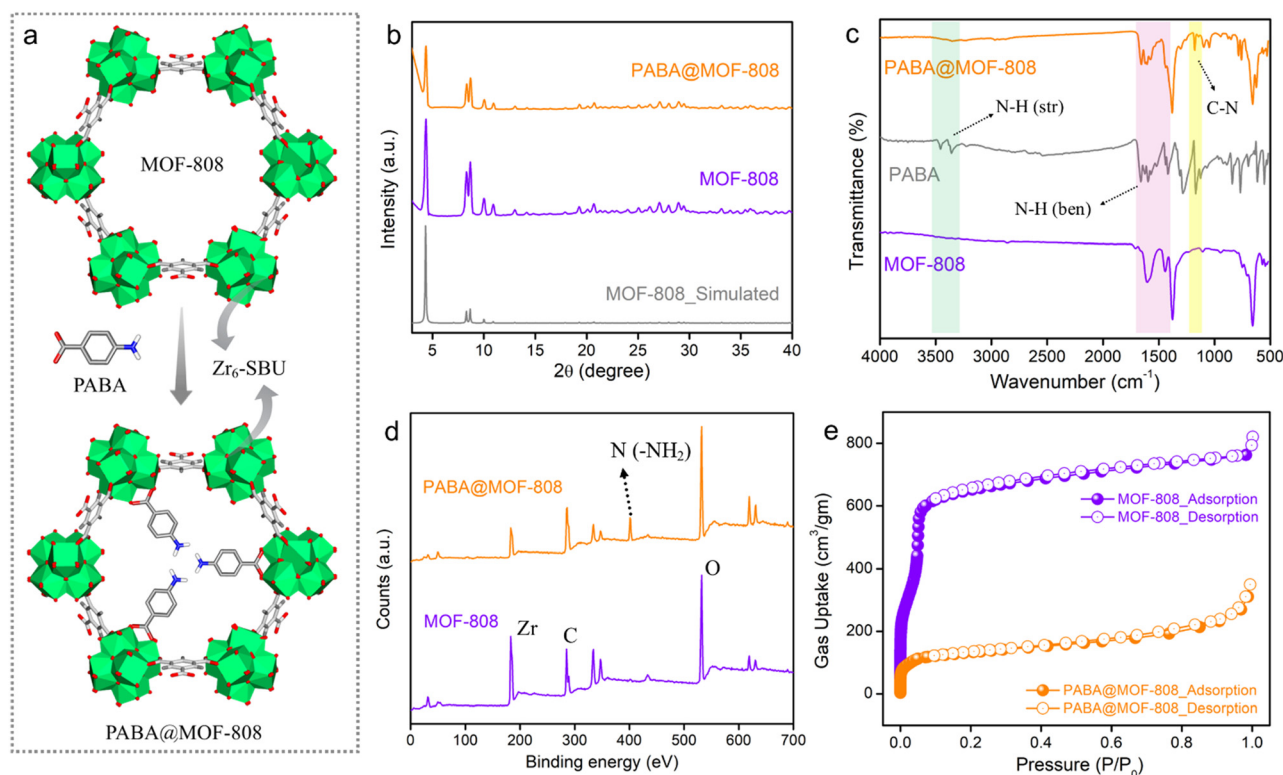 a
MOF-808
PABA
Zr₆-SBU
PABA@MOF-808
b
PABA@MOF-808
MOF-808
MOF-808_Simulated
Intensity (a.u.)
5 10 15 20 25 30 35 40
2θ (degree)
c
PABA@MOF-808
N-H (str)
C-N
PABA
N-H (ben)
MOF-808
Transmittance (%)
4000 3500 3000 2500 2000 1500 1000 500
Wavenumber (cm⁻¹)
d
N (-NH₂)
PABA@MOF-808
O
Zr
C
MOF-808
Counts (a.u.)
0 100 200 300 400 500 600 700
Binding energy (eV)
e
800
600
400
200
0
MOF-808_Adsorption
MOF-808_Desorption
PABA@MOF-808_Adsorption
PABA@MOF-808_Desorption
Gas Uptake (cm³/gm)
0.0 0.2 0.4 0.6 0.8 1.0
Pressure (P/P₀)